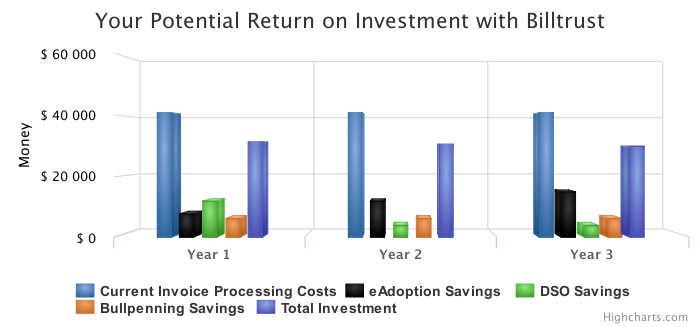 Your Potential Return on Investment with Billtrust
$ 60 000
$ 40 000
$ 20 000
$ 0
Money
Year 1 Year 2 Year 3
Current Invoice Processing Costs eAdoption Savings DSO Savings
Bullpenning Savings Total Investment
Highcharts.com